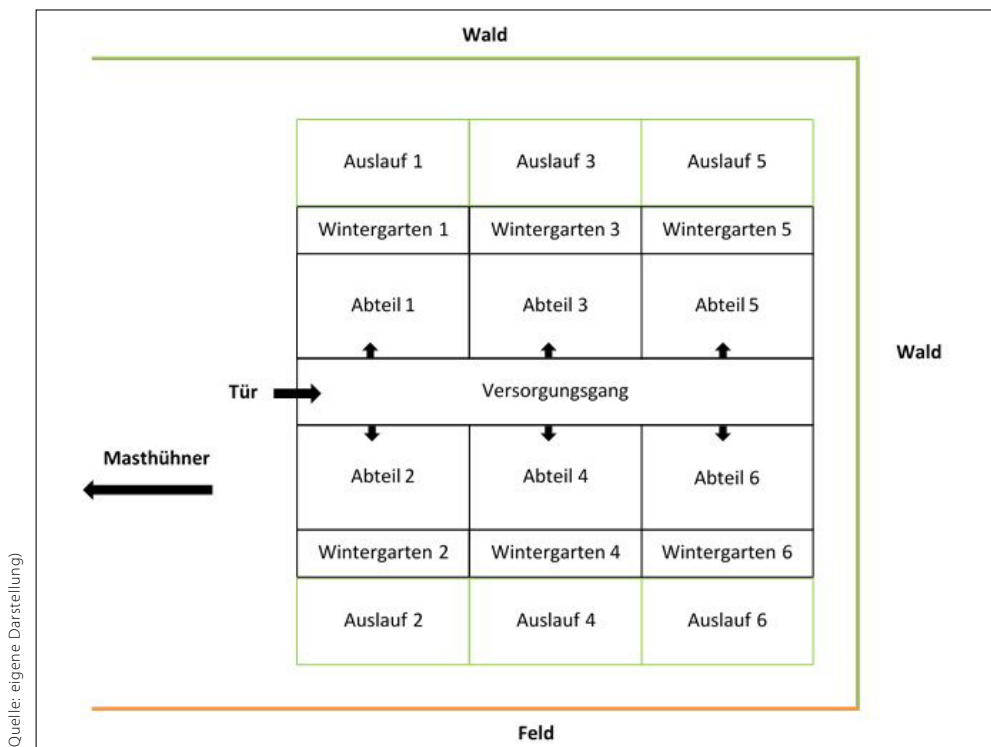 Wald
Auslauf 1 Auslauf 3 Auslauf 5
Wintergarten 1 Wintergarten 3 Wintergarten 5
Abteil 1 Abteil 3 Abteil 5
Wald
Tür Versorgungsgang
Masthühner
Abteil 2 Abteil 4 Abteil 6
Wintergarten 2 Wintergarten 4 Wintergarten 6
Auslauf 2 Auslauf 4 Auslauf 6
Feld
Quelle: eigene Darstellung)